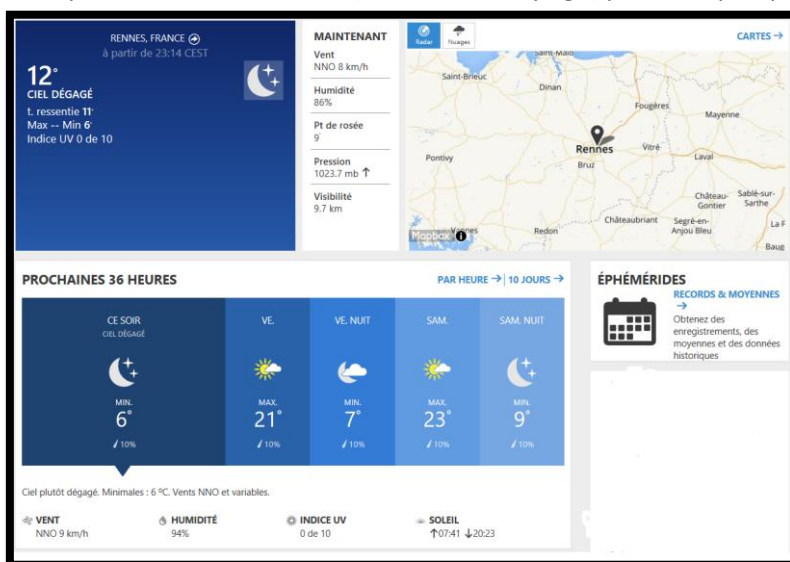 RENNES, FRANCE
à partir de 23:14 CEST
12°
CIEL DÉGAGÉ
t. ressentie 11°
Max -- Min 6°
Indice UV 0 de 10
MAINTENANT
Vent
NNO 8 km/h
Humidité
86%
Pt de rosée
9°
Pression
1023.7 mb ↑
Visibilité
9.7 km
Radar
Nuages
CARTES →
Saint-Malo
Saint-Brieuc
Dinan
Fougères
Mayenne
Rennes
Vitré
Laval
Pontivy
Bruz
Château-
Gontier
Sablé-sur-
Sarthe
Châteaubriant
Segré-en-
Anjou Bleu
La F
Vannes
Redon
Mapbox
Baug
PROCHAINES 36 HEURES
PAR HEURE → | 10 JOURS →
CE SOIR
CIEL DÉGAGÉ
MIN.
6°
10%
VE.
MAX.
21°
10%
VE. NUIT
MIN.
7°
10%
SAM.
MAX.
23°
10%
SAM. NUIT
MIN.
9°
10%
Ciel plutôt dégagé. Minimales : 6 ºC. Vents NNO et variables.
VENT
NNO 9 km/h
HUMIDITÉ
94%
INDICE UV
0 de 10
SOLEIL
↑07:41 ↓20:23
ÉPHÉMÉRIDES
RECORDS & MOYENNES
→
Obtenez des
enregistrements, des
moyennes et des données
historiques